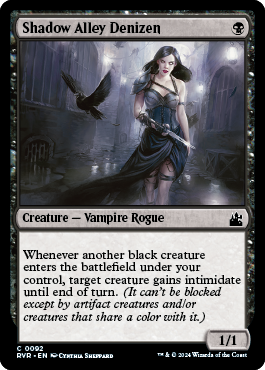 Shadow Alley Denizen
Creature — Vampire Rogue
Whenever another black creature
enters the battlefield under your
control, target creature gains intimidate
until end of turn. (It can't be blocked
except by artifact creatures and/or
creatures that share a color with it.)
1/1
C 0092
RVR • EN Cynthia Sheppard
™ & © 2024 Wizards of the Coast